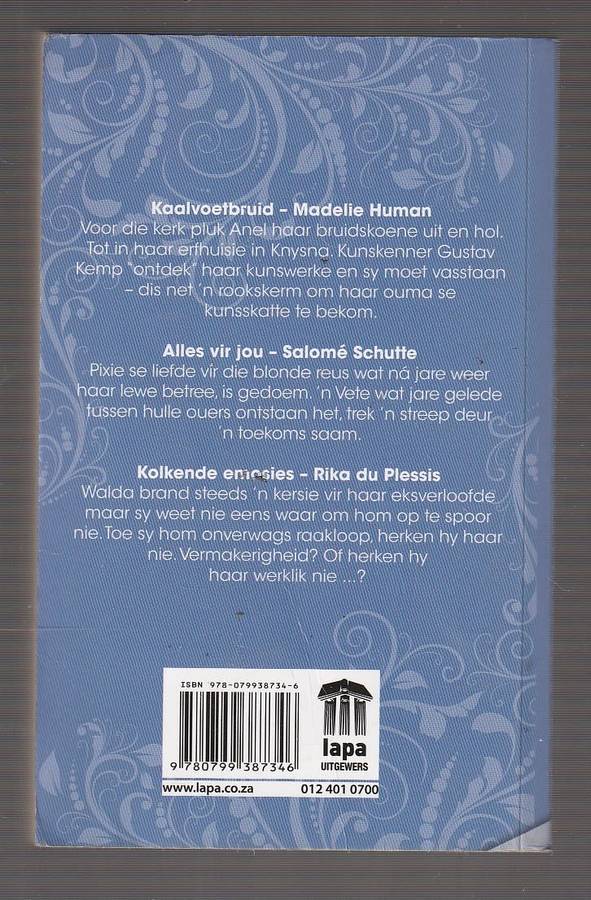 Kaalvoetbruid – Madelie Human
Voor die kerk pluk Anel haar bruidskoene uit en hol.
Tot in haar erfhuisie in Knysna. Kunskenner Gustav
Kemp "ontdek" haar kunswerke en sy moet vasstaan
– dis net 'n rookskerm om haar ouma se
kunsskatte te bekom.
Alles vir jou – Salomé Schutte
Pixie se liefde vir die blonde reus wat ná jare weer
haar lewe betree, is gedoem. 'n Vete wat jare gelede
tussen hulle ouers ontstaan het, trek 'n streep deur
'n toekoms saam.
Kolkende emosies – Rika du Plessis
Walda brand steeds 'n kersie vir haar eksverloofde
maar sy weet nie eens waar om hom op te spoor
nie. Toe sy hom onverwags raakloop, herken hy haar
nie. Vermakerigheid? Of herken hy
haar werklik nie ...?
ISBN 978-079938734-6
9 780799 387346
lapa
UITGEWERS
www.lapa.co.za 012 401 0700